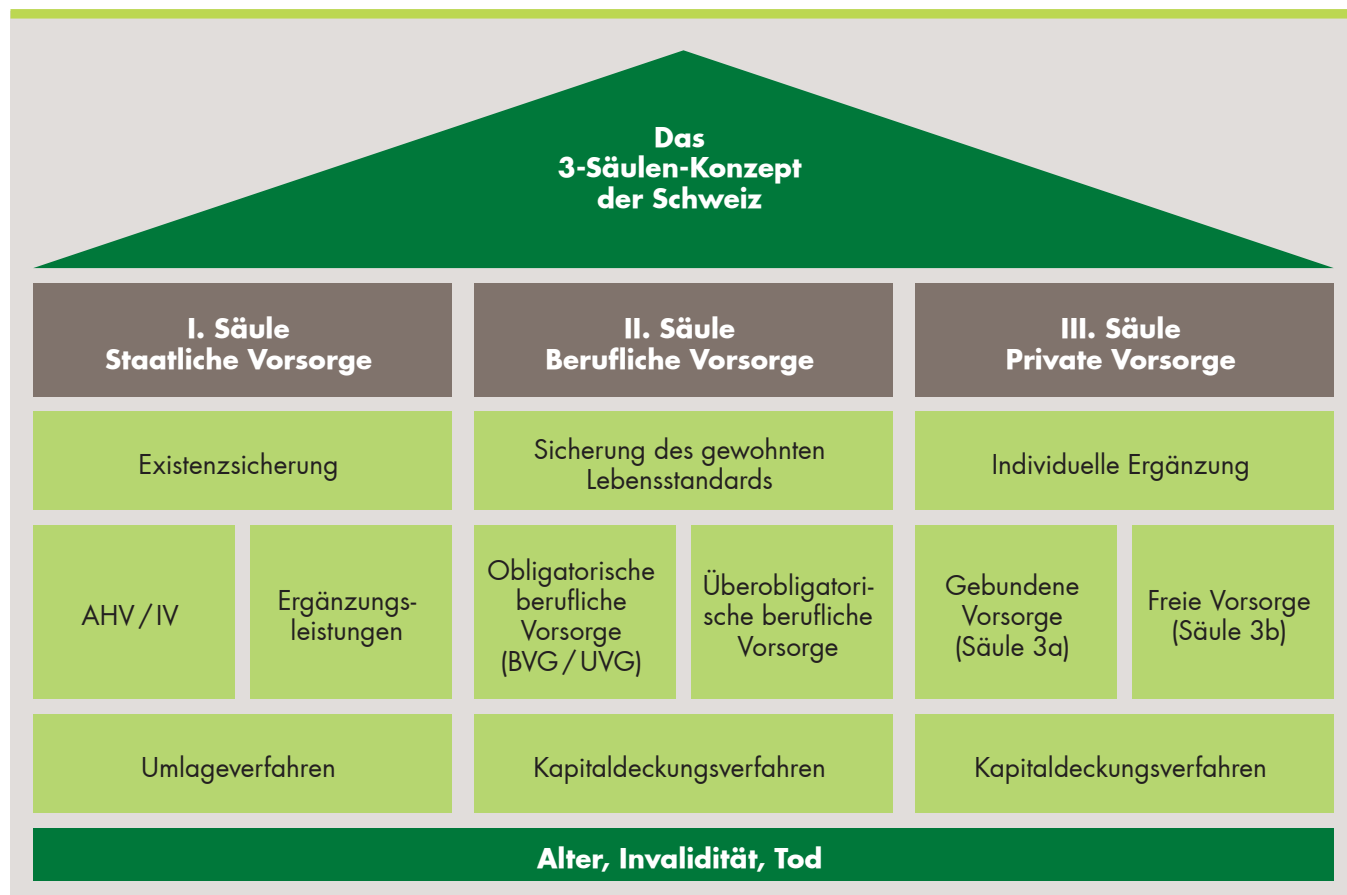 Das
3-Säulen-Konzept
der Schweiz
I. Säule
Staatliche Vorsorge
II. Säule
Berufliche Vorsorge
III. Säule
Private Vorsorge
Existenzsicherung
Sicherung des gewohnten
Lebensstandards
Individuelle Ergänzung
AHV / IV
Ergänzungs-
leistungen
Obligatorische
berufliche
Vorsorge
(BVG / UVG)
Überobligatori-
sche berufliche
Vorsorge
Gebundene
Vorsorge
(Säule 3a)
Freie Vorsorge
(Säule 3b)
Umlageverfahren
Kapitaldeckungsverfahren
Kapitaldeckungsverfahren
Alter, Invalidität, Tod